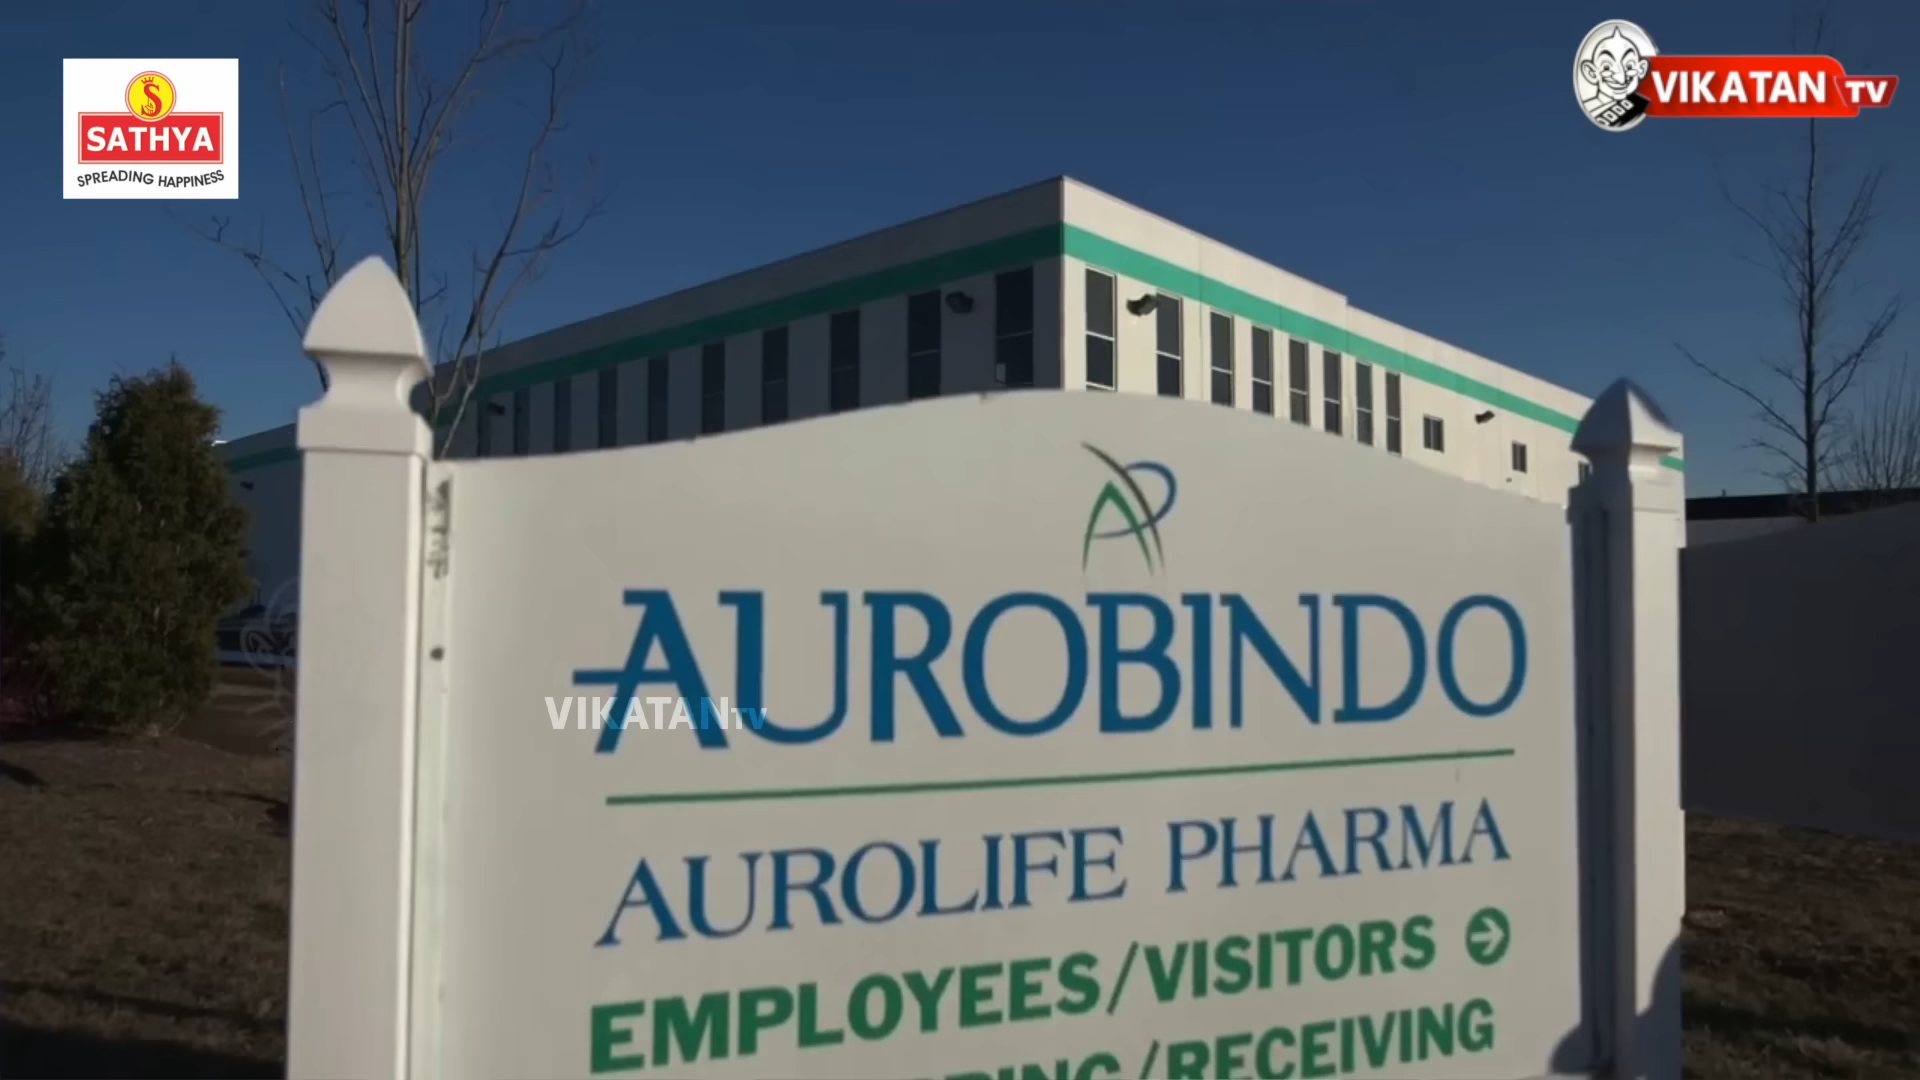 S
SATHYA
SPREADING HAPPINESS
VIKATAN TV
AUROBINDO
VIKATAN TV
AUROLIFE PHARMA
EMPLOYEES/VISITORS
/RECEIVING